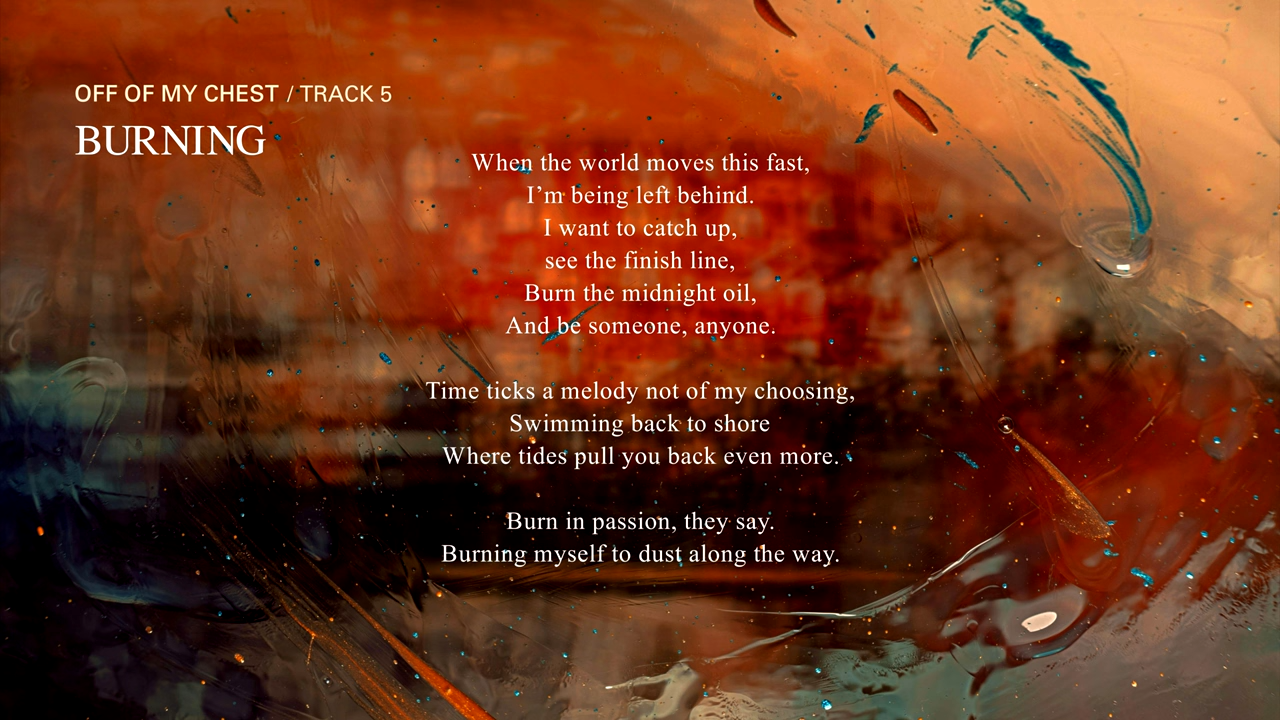 OFF OF MY CHEST / TRACK 5
BURNING
When the world moves this fast,
I’m being left behind.
I want to catch up,
see the finish line,
Burn the midnight oil,
And be someone, anyone.
Time ticks a melody not of my choosing,
Swimming back to shore
Where tides pull you back even more.
Burn in passion, they say.
Burning myself to dust along the way.